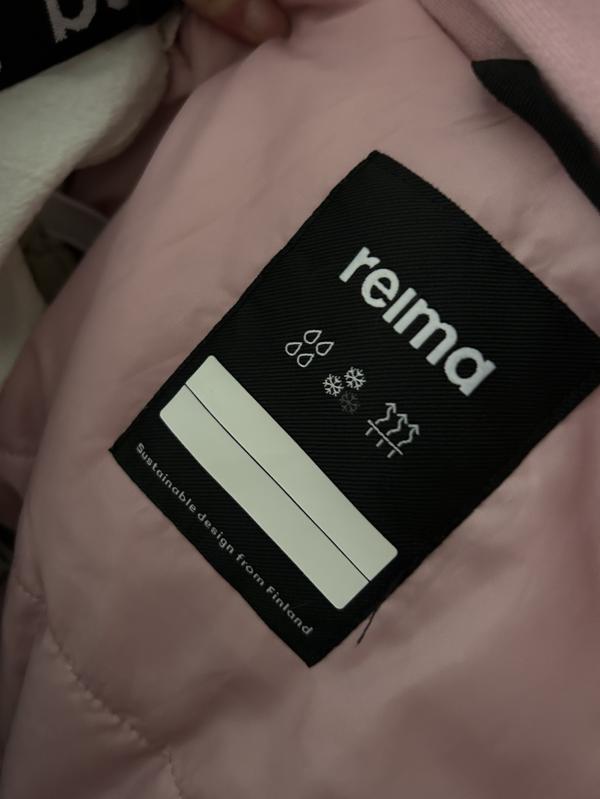 reima
Sustainable design from Finland